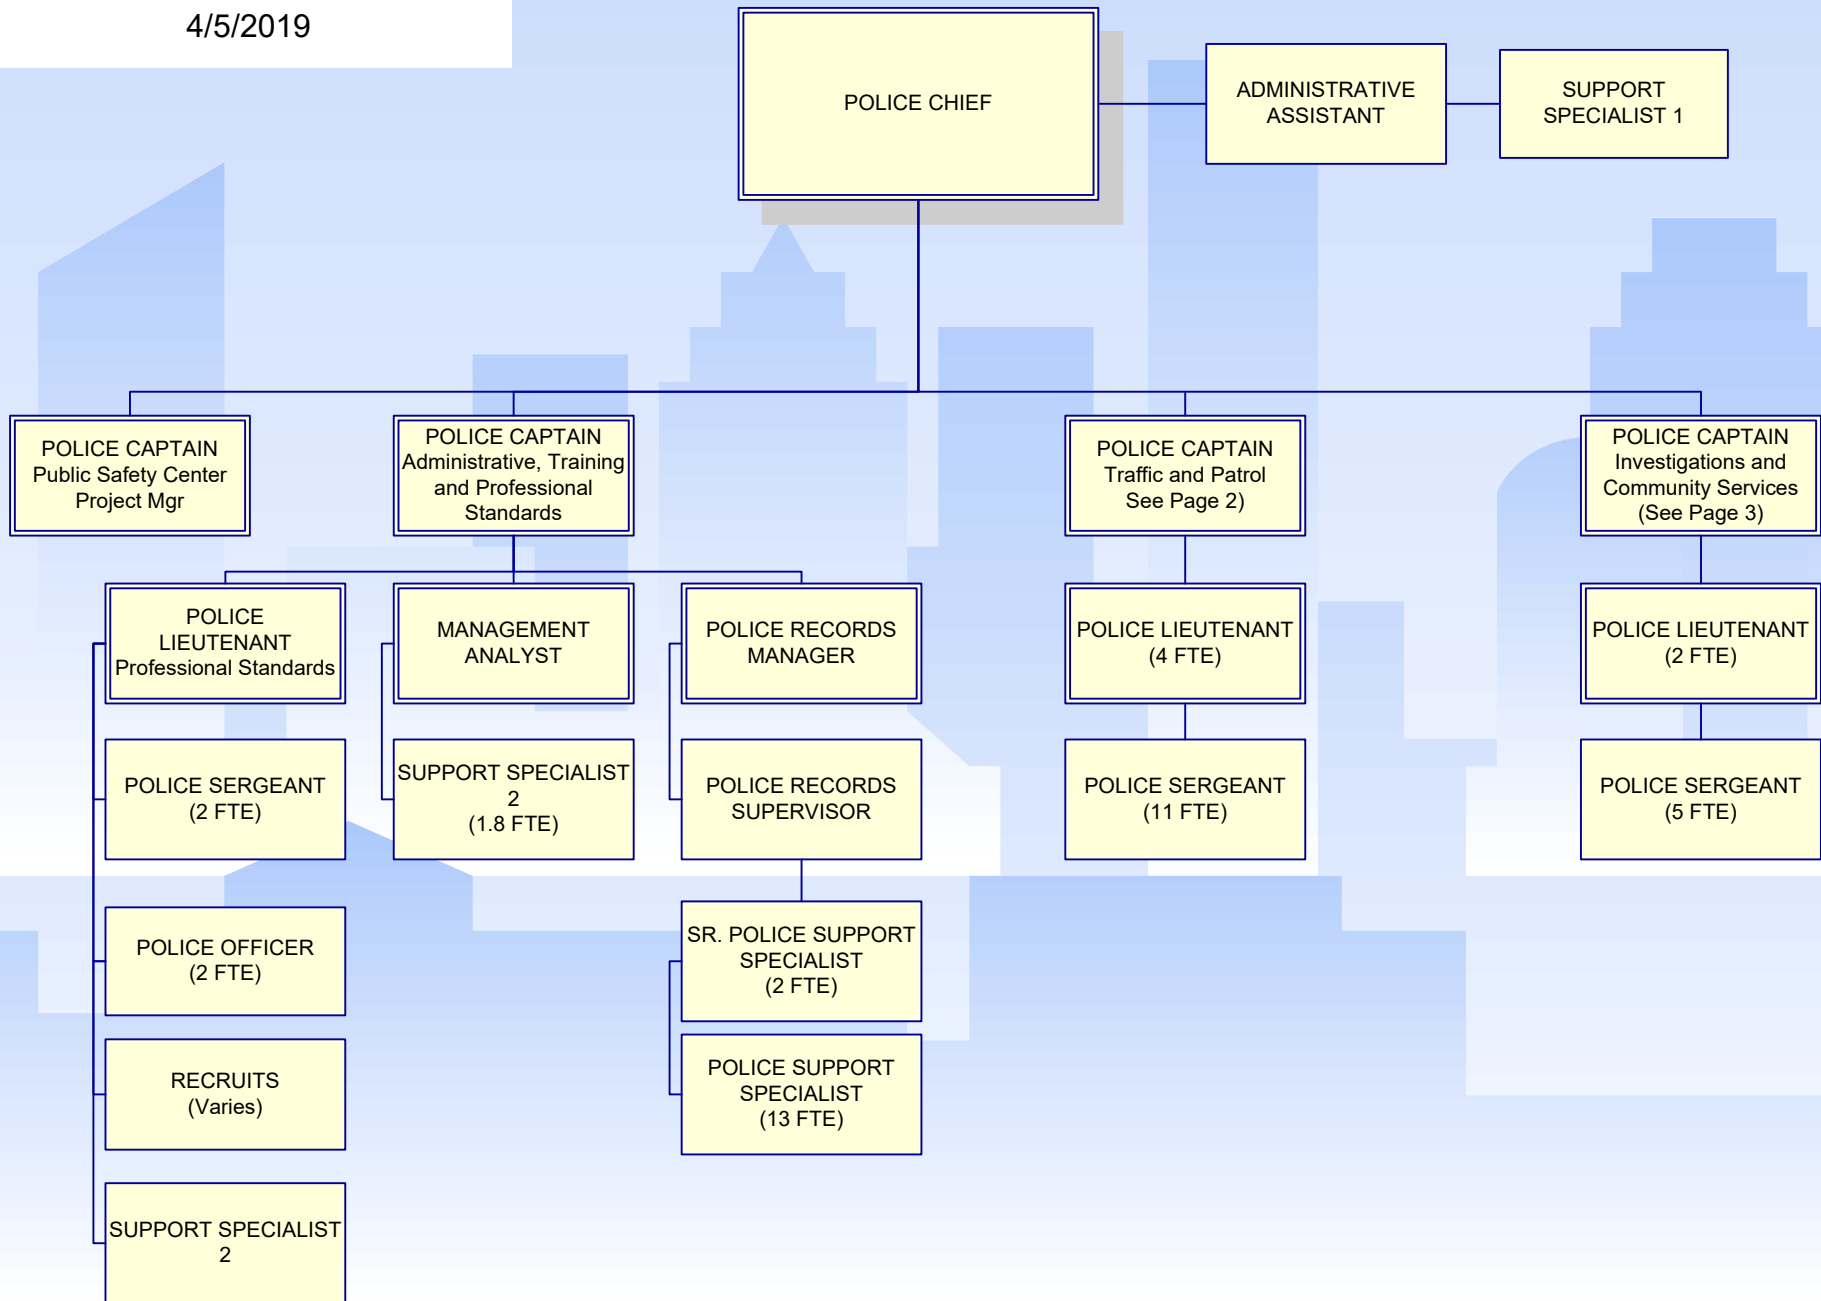 4/5/2019
POLICE CHIEF
ADMINISTRATIVE
ASSISTANT
SUPPORT
SPECIALIST 1
POLICE CAPTAIN
Public Safety Center
Project Mgr
POLICE CAPTAIN
Administrative, Training
and Professional
Standards
POLICE CAPTAIN
Traffic and Patrol
See Page 2)
POLICE CAPTAIN
Investigations and
Community Services
(See Page 3)
POLICE
LIEUTENANT
Professional Standards
MANAGEMENT
ANALYST
POLICE RECORDS
MANAGER
POLICE LIEUTENANT
(4 FTE)
POLICE LIEUTENANT
(2 FTE)
POLICE SERGEANT
(2 FTE)
SUPPORT SPECIALIST
2
(1.8 FTE)
POLICE RECORDS
SUPERVISOR
POLICE SERGEANT
(11 FTE)
POLICE SERGEANT
(5 FTE)
POLICE OFFICER
(2 FTE)
SR. POLICE SUPPORT
SPECIALIST
(2 FTE)
RECRUITS
(Varies)
POLICE SUPPORT
SPECIALIST
(13 FTE)
SUPPORT SPECIALIST
2